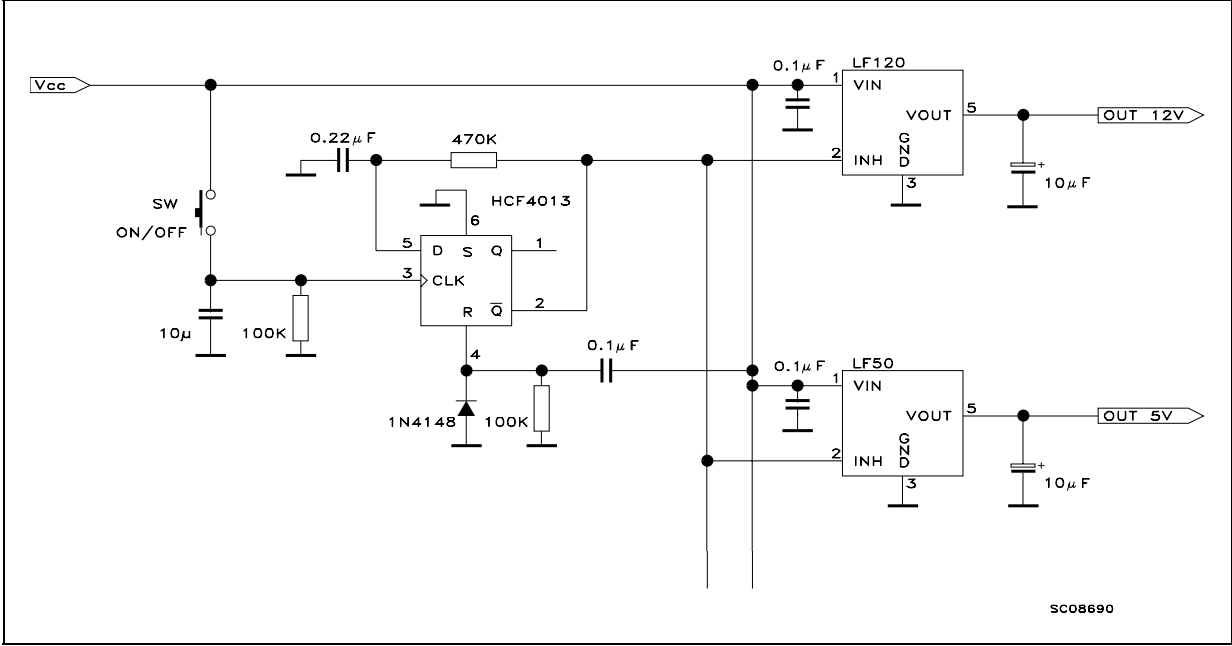 Vcc
0.1µF
LF120
1
VIN
VOUT
5
OUT 12V
GND
2
INH
3
+
10µF
0.22µF
470K
HCF4013
6
SW
ON/OFF
5
D
S
Q
1
3
CLK
R
Q̅
2
10µ
100K
4
0.1µF
1N4148
100K
0.1µF
LF50
1
VIN
VOUT
5
OUT 5V
GND
2
INH
3
+
10µF
SC08690